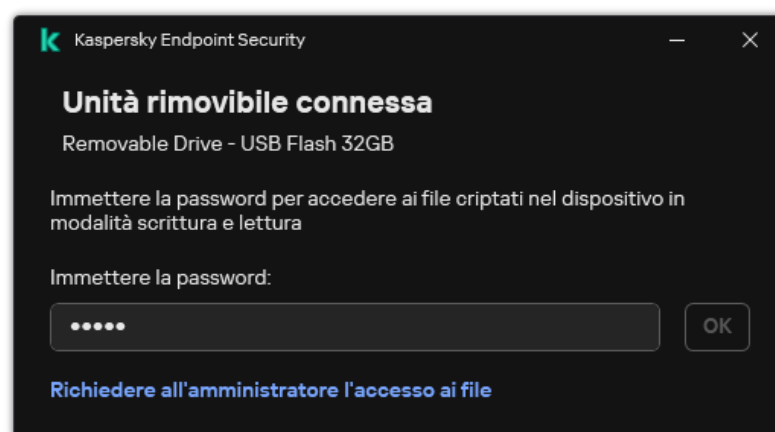 Kaspersky Endpoint Security
Unità rimovibile connessa
Removable Drive - USB Flash 32GB
Immettere la password per accedere ai file criptati nel dispositivo in
modalità scrittura e lettura
Immettere la password:
•••••
OK
Richiedere all'amministratore l'accesso ai file